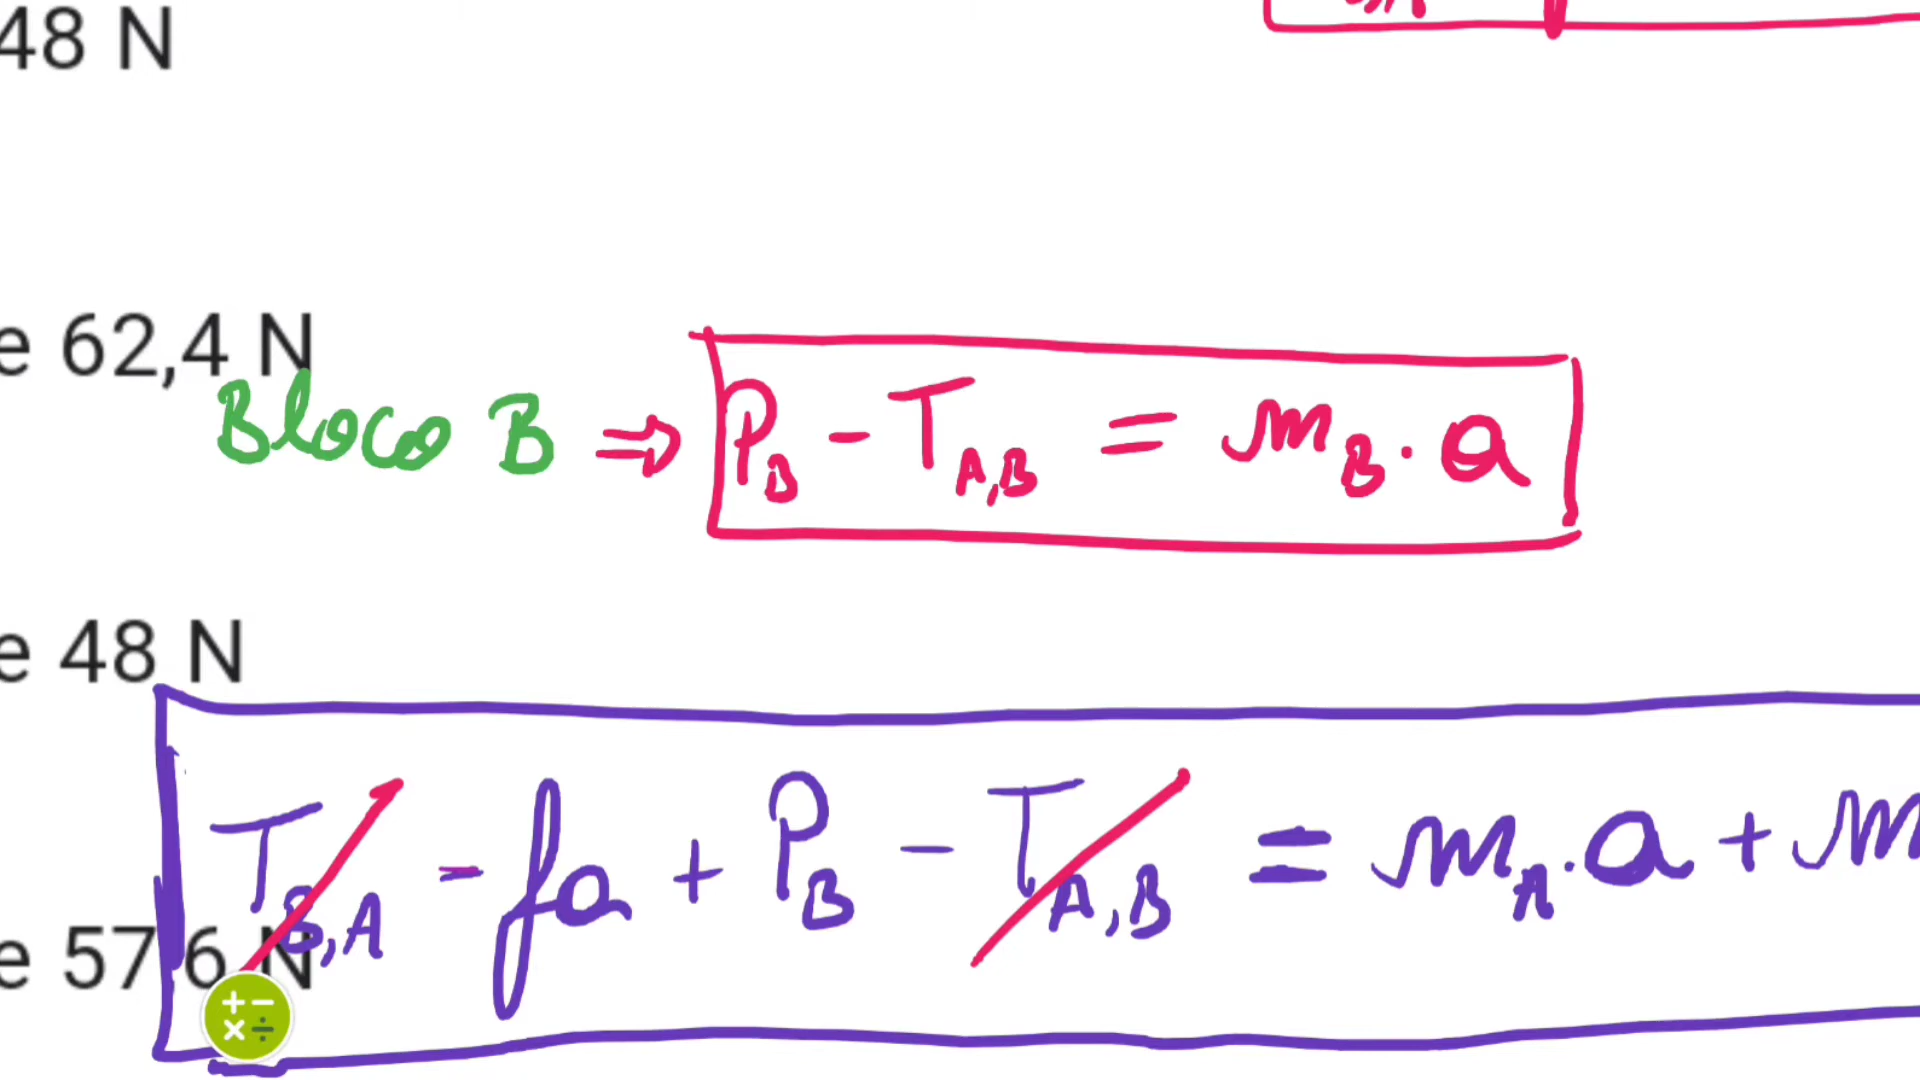 48 N
e 62,4 N
Bloco B ⇒ P_B - T_A,B = m_B . a
e 48 N
T_B,A - fa + P_B - T_A,B = m_A . a + m
e 57,6 N